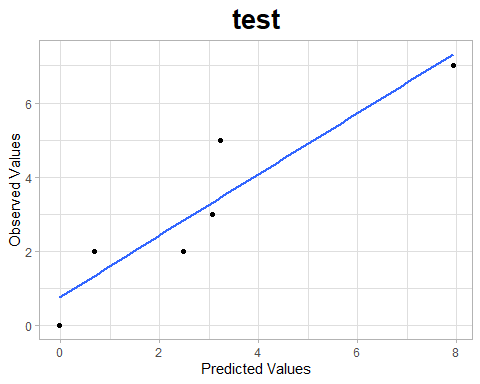 test
Observed Values
6
4
2
0
0 2 4 6 8
Predicted Values